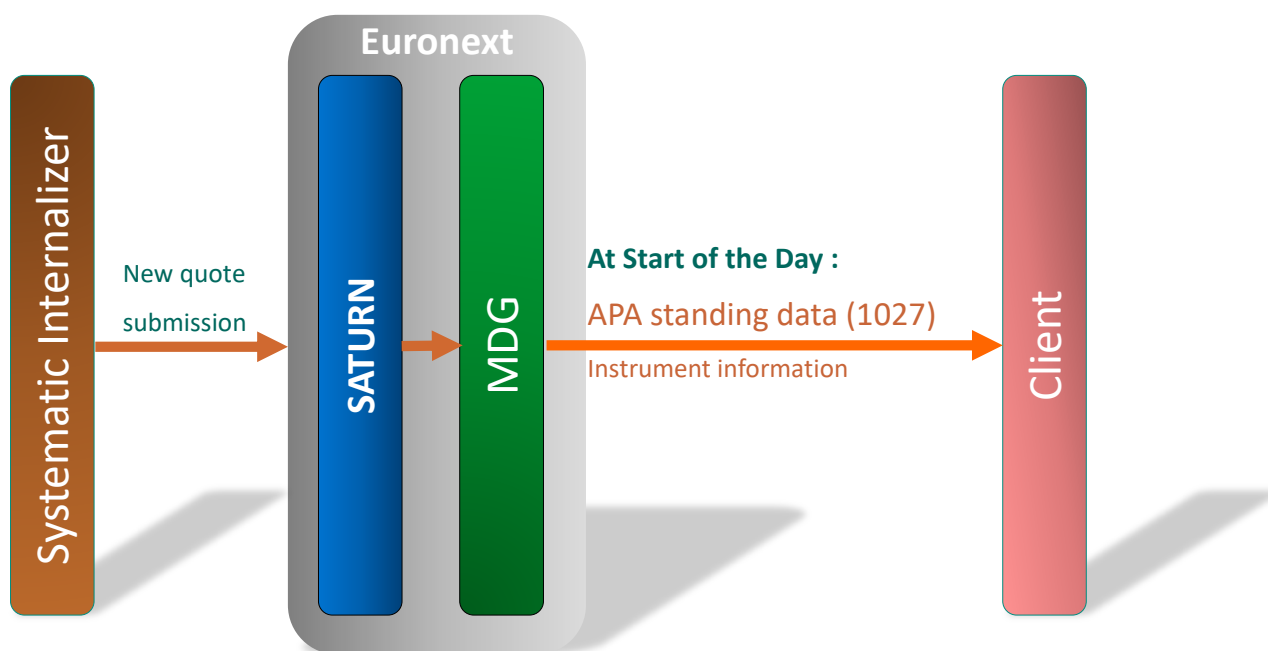 Euronext
Systematic Internalizer
New quote
submission
SATURN
MDG
At Start of the Day :
APA standing data (1027)
Instrument information
Client